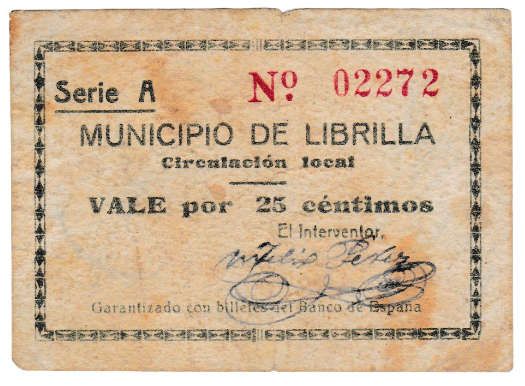 Serie A Nº 02272
MUNICIPIO DE LIBRILLA
Circulación local
VALE por 25 céntimos
El Interventor,
Garantizado con billetes del Banco de España